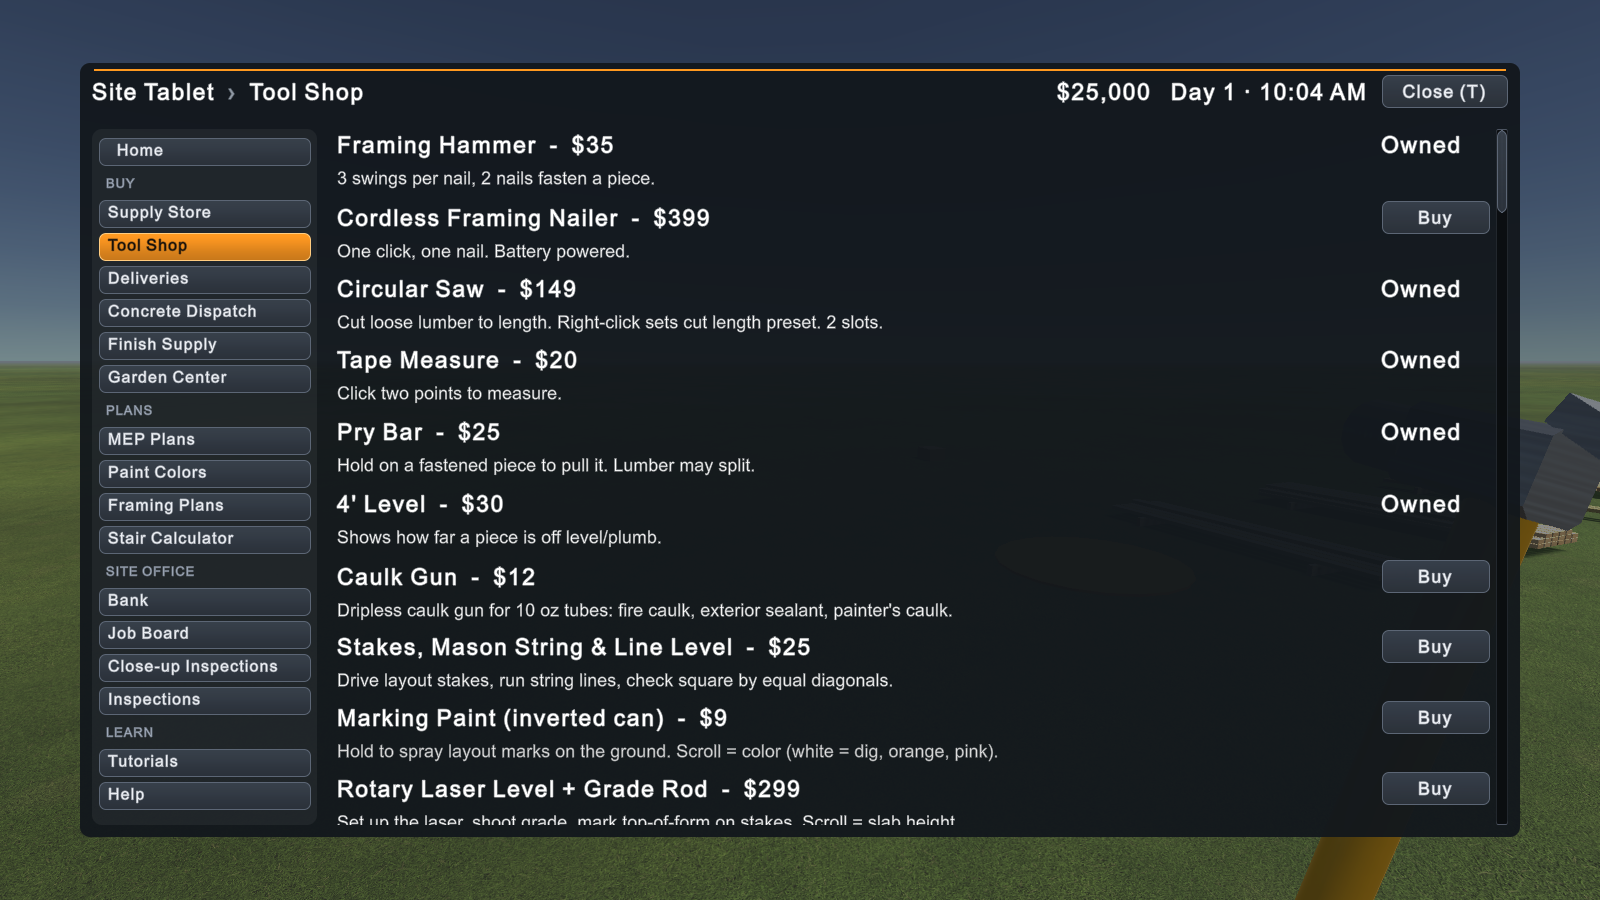 Site Tablet › Tool Shop
$25,000 Day 1 · 10:04 AM Close (T)
Home
BUY
Supply Store
Tool Shop
Deliveries
Concrete Dispatch
Finish Supply
Garden Center
PLANS
MEP Plans
Paint Colors
Framing Plans
Stair Calculator
SITE OFFICE
Bank
Job Board
Close-up Inspections
Inspections
LEARN
Tutorials
Help
Framing Hammer - $35 Owned
3 swings per nail, 2 nails fasten a piece.
Cordless Framing Nailer - $399 Buy
One click, one nail. Battery powered.
Circular Saw - $149 Owned
Cut loose lumber to length. Right-click sets cut length preset. 2 slots.
Tape Measure - $20 Owned
Click two points to measure.
Pry Bar - $25 Owned
Hold on a fastened piece to pull it. Lumber may split.
4' Level - $30 Owned
Shows how far a piece is off level/plumb.
Caulk Gun - $12 Buy
Dripless caulk gun for 10 oz tubes: fire caulk, exterior sealant, painter's caulk.
Stakes, Mason String & Line Level - $25 Buy
Drive layout stakes, run string lines, check square by equal diagonals.
Marking Paint (inverted can) - $9 Buy
Hold to spray layout marks on the ground. Scroll = color (white = dig, orange, pink).
Rotary Laser Level + Grade Rod - $299 Buy
Set up the laser, shoot grade, mark top-of-form on stakes. Scroll = slab height.